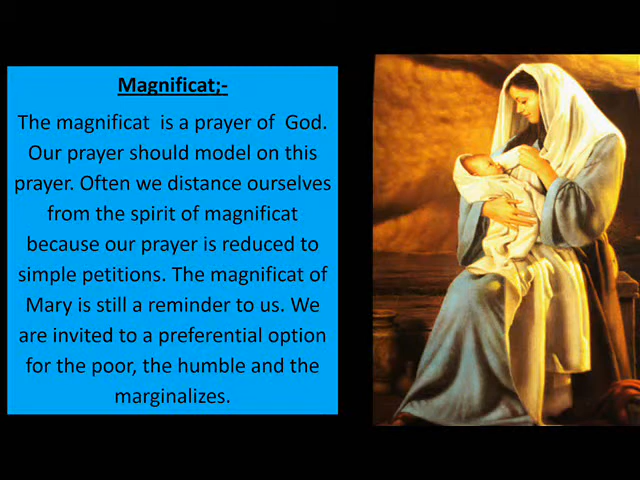 Magnificat;-
The magnificat is a prayer of God.
Our prayer should model on this
prayer. Often we distance ourselves
from the spirit of magnificat
because our prayer is reduced to
simple petitions. The magnificat of
Mary is still a reminder to us. We
are invited to a preferential option
for the poor, the humble and the
marginalizes.